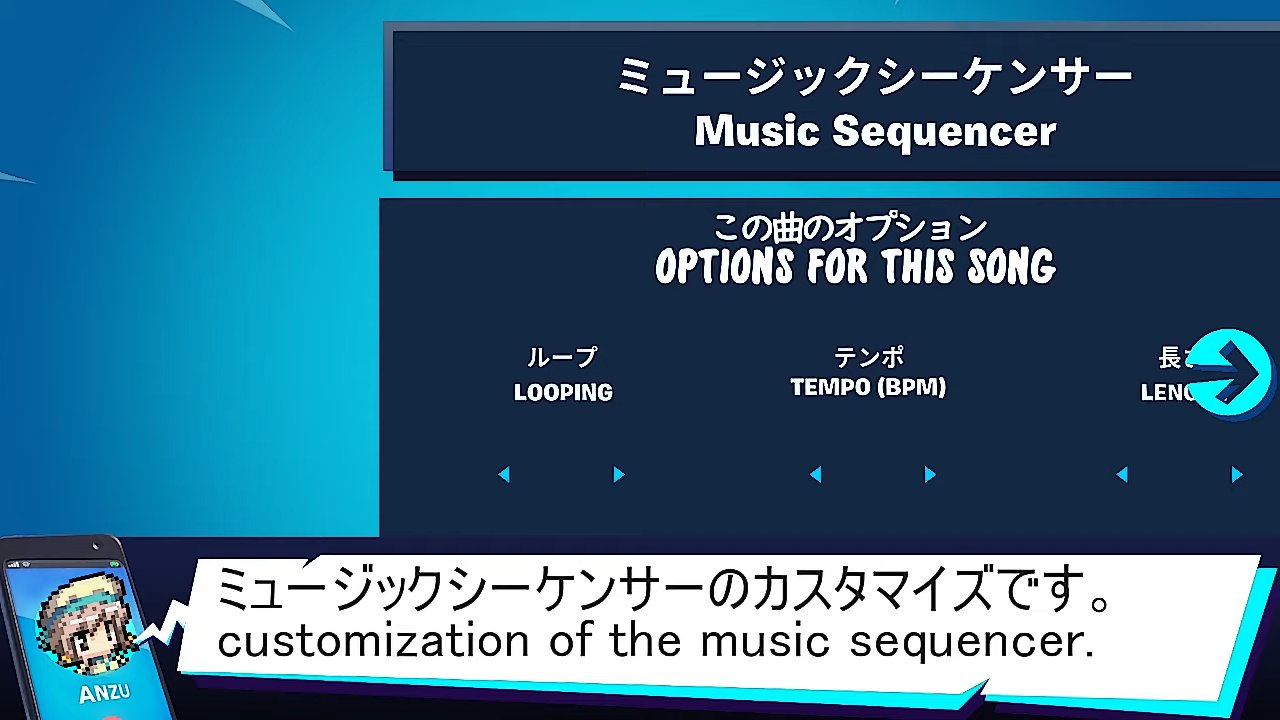 ミュージックシーケンサー
Music Sequencer
この曲のオプション
OPTIONS FOR THIS SONG
ループ
LOOPING
テンポ
TEMPO (BPM)
長さ
ミュージックシーケンサーのカスタマイズです。
customization of the music sequencer.
ANZU